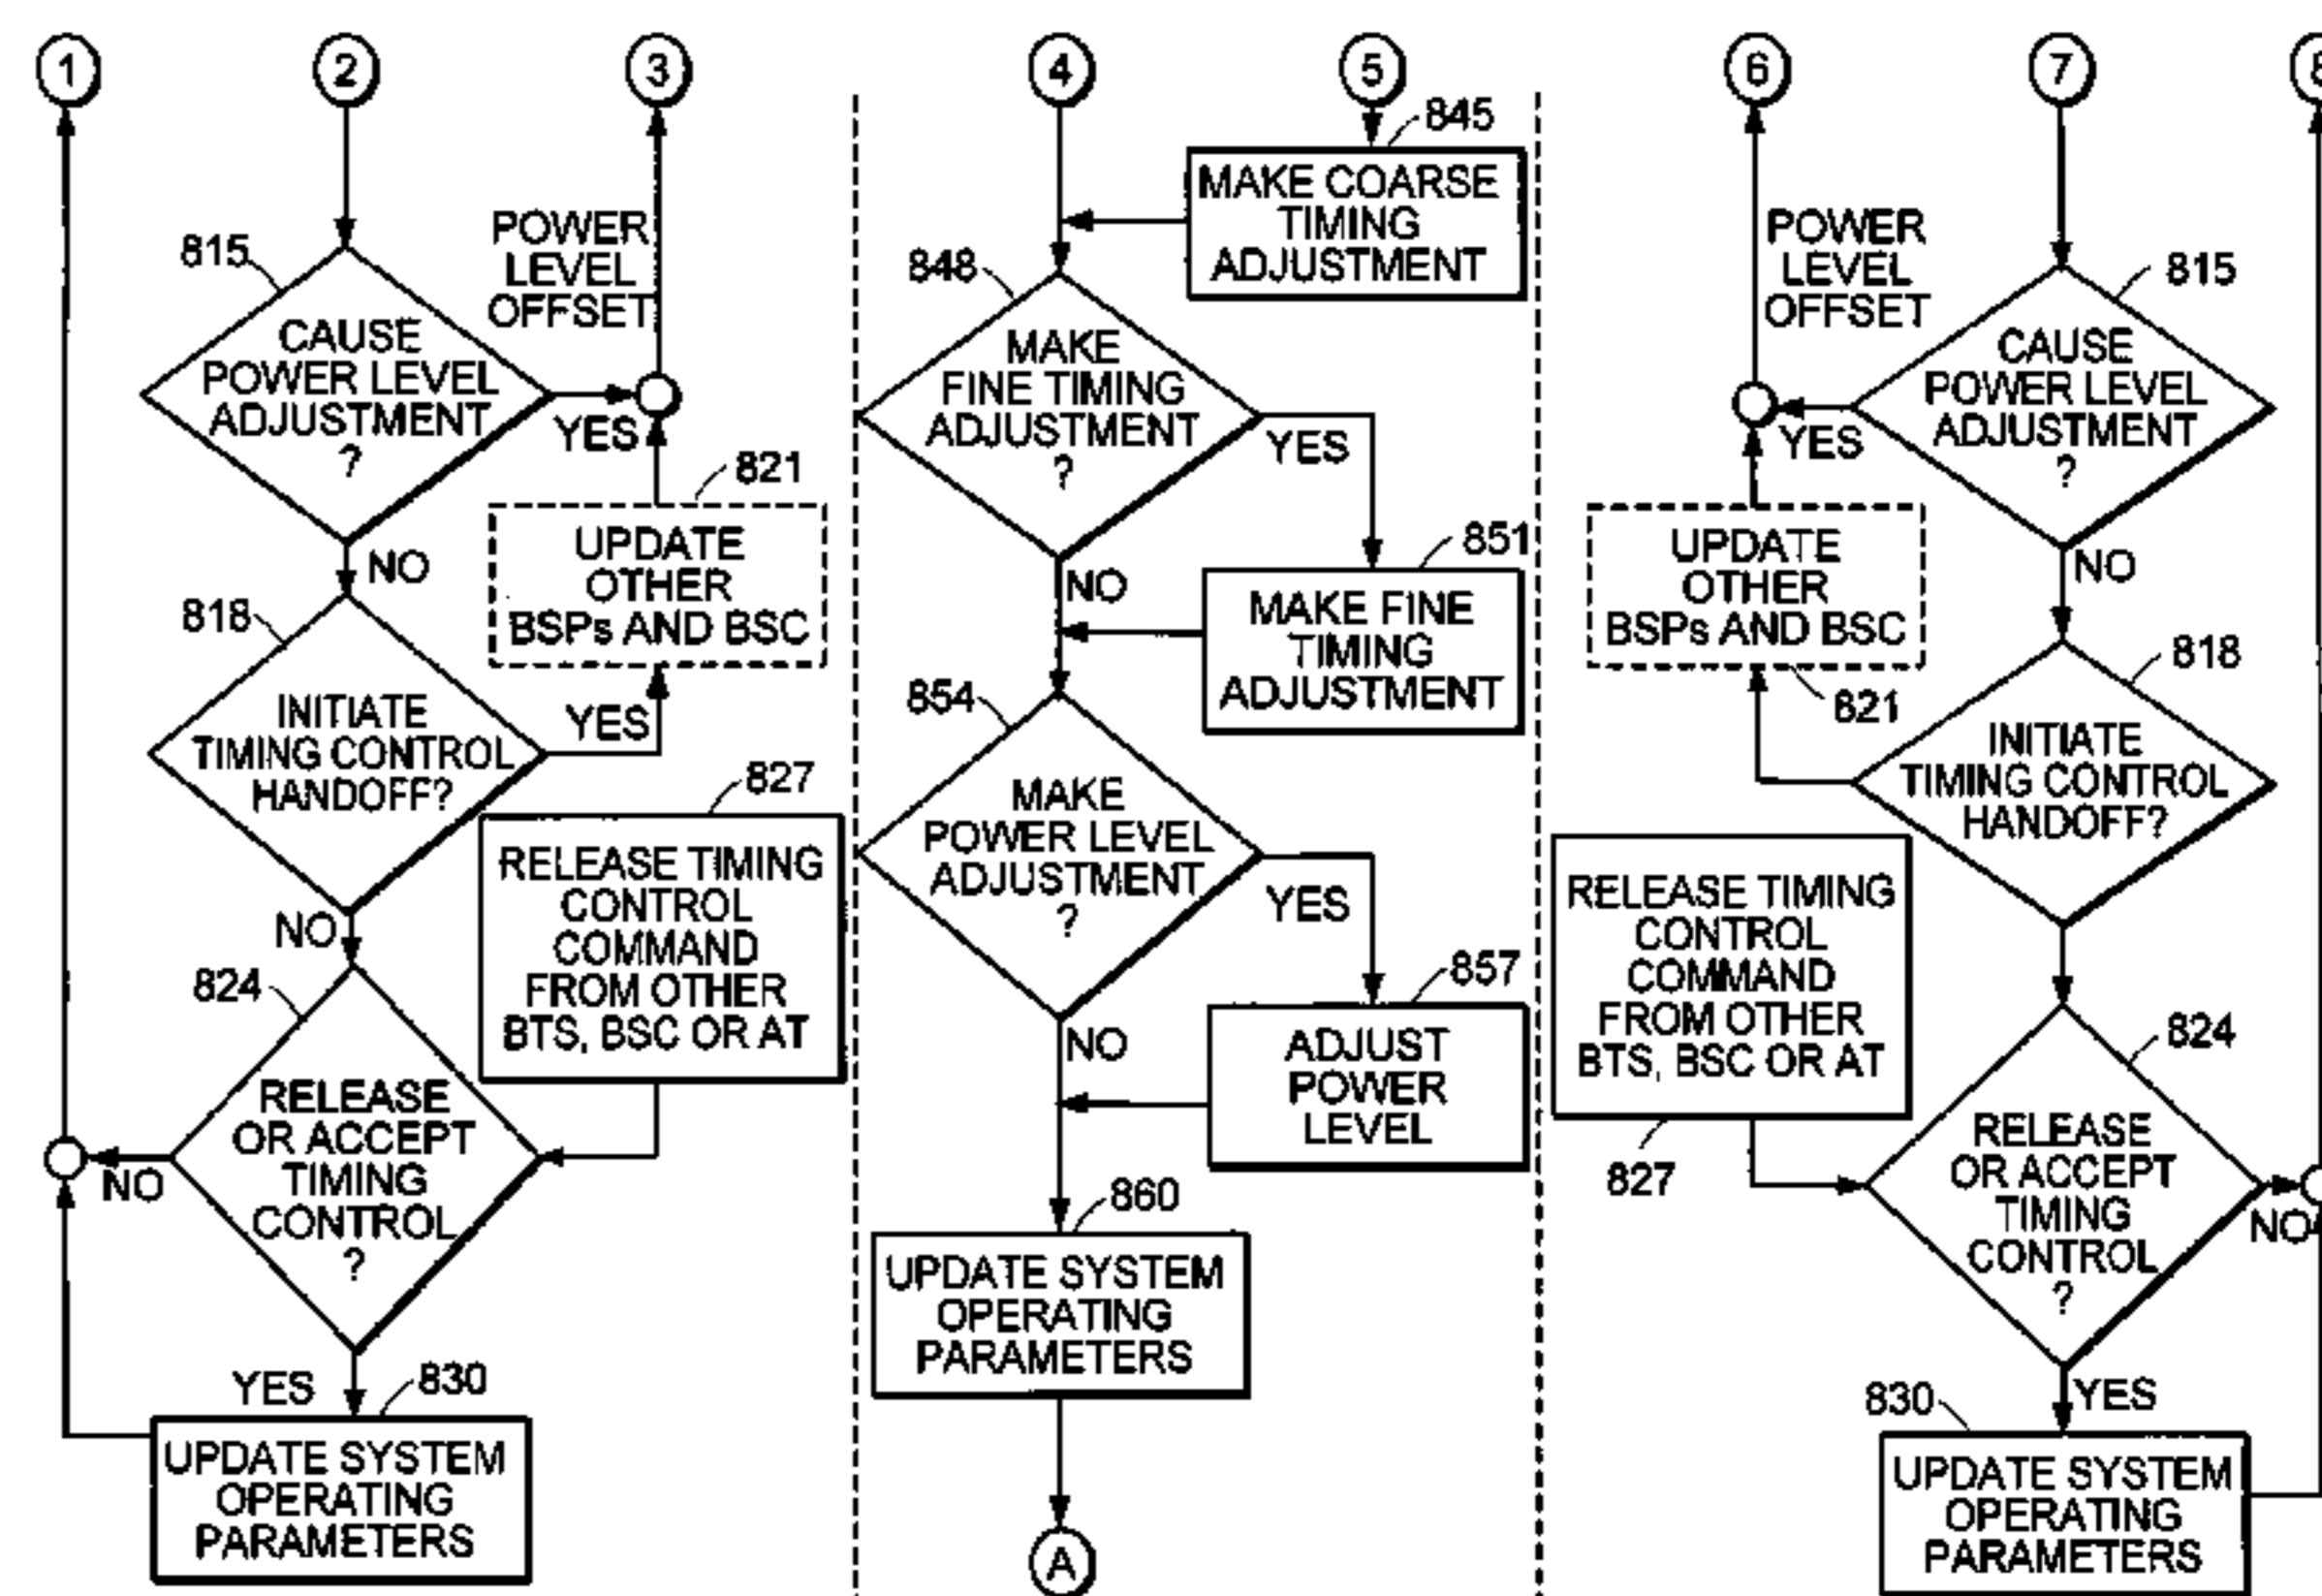 1
2
3
POWER
LEVEL
OFFSET
815
CAUSE
POWER LEVEL
ADJUSTMENT
?
YES
NO
821
UPDATE
OTHER
BSPs AND BSC
818
INITIATE
TIMING CONTROL
HANDOFF?
YES
NO
827
RELEASE TIMING
CONTROL
COMMAND
FROM OTHER
BTS, BSC OR AT
824
RELEASE
OR ACCEPT
TIMING
CONTROL
?
NO
YES
830
UPDATE SYSTEM
OPERATING
PARAMETERS
4
5
845
MAKE COARSE
TIMING
ADJUSTMENT
848
MAKE
FINE TIMING
ADJUSTMENT
?
YES
NO
851
MAKE FINE
TIMING
ADJUSTMENT
854
MAKE
POWER LEVEL
ADJUSTMENT
?
YES
NO
857
ADJUST
POWER
LEVEL
860
UPDATE SYSTEM
OPERATING
PARAMETERS
A
6
7
8
POWER
LEVEL
OFFSET
815
CAUSE
POWER LEVEL
ADJUSTMENT
?
YES
NO
UPDATE
OTHER
BSPs AND BSC
821
818
INITIATE
TIMING CONTROL
HANDOFF?
RELEASE TIMING
CONTROL
COMMAND
FROM OTHER
BTS, BSC OR AT
827
824
RELEASE
OR ACCEPT
TIMING
CONTROL
?
NO
YES
830
UPDATE SYSTEM
OPERATING
PARAMETERS